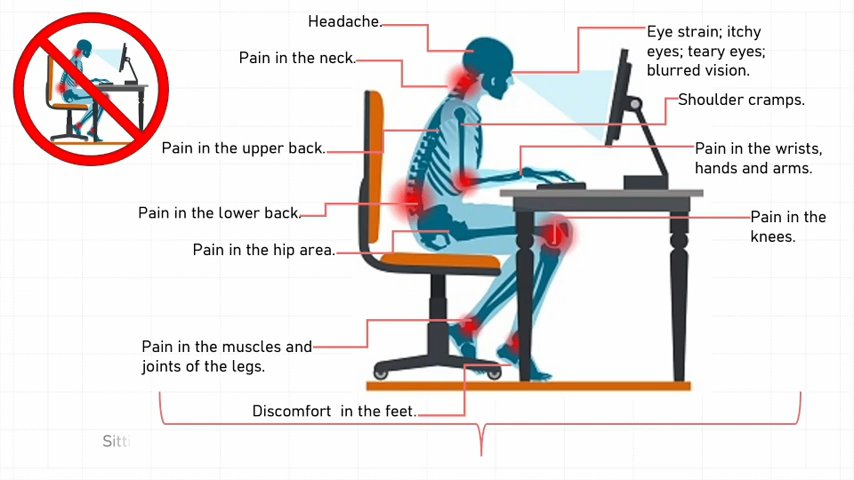 Headache.
Pain in the neck.
Eye strain; itchy
eyes; teary eyes;
blurred vision.
Shoulder cramps.
Pain in the upper back.
Pain in the wrists,
hands and arms.
Pain in the lower back.
Pain in the
knees.
Pain in the hip area.
Pain in the muscles and
joints of the legs.
Discomfort in the feet.
Sitti